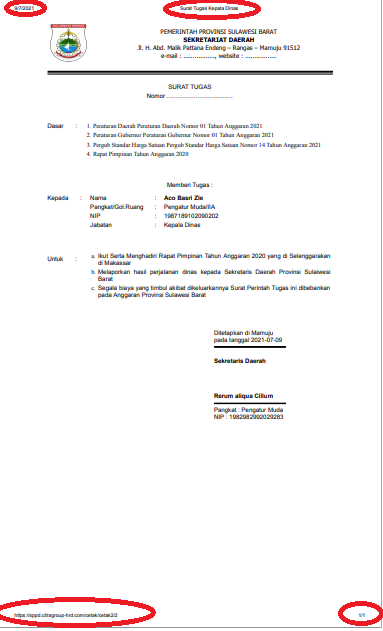 9/7/2021
Surat Tugas Kepala Dinas
PEMERINTAH PROVINSI SULAWESI BARAT
SEKRETARIAT DAERAH
Jl. H. Abd. Malik Pattana Endeng – Rangas – Mamuju 91512
e-mail : ................, website : ................
SURAT TUGAS
Nomor ......................................
Dasar : 1. Peraturan Daerah Peraturan Daerah Nomor 01 Tahun Anggaran 2021
2. Peraturan Gubernur Peraturan Gubernur Nomor 01 Tahun Anggaran 2021
3. Pergub Standar Harga Satuan Pergub Standar Harga Satuan Nomor 14 Tahun Anggaran 2021
4. Rapat Pimpinan Tahun Anggaran 2020
Memberi Tugas :
Kepada : Nama : Aco Basri Zie
Pangkat/Gol.Ruang : Pengatur Muda/IIA
NIP : 1987189102090202
Jabatan : Kepala Dinas
Untuk : a. Ikut Serta Menghadiri Rapat Pimpinan Tahun Anggaran 2020 yang di Selenggarakan
di Makassar
b. Melaporkan hasil perjalanan dinas kepada Sekretaris Daerah Provinsi Sulaiwesi
Barat
c. Segala biaya yang timbul akibat dikeluarkannya Surat Perintah Tugas ini dibebankan
pada Anggaran Provinsi Sulawesi Barat
Ditetapkan di Mamuju
pada tanggal 2021-07-09
Sekretaris Daerah
Rerum aliqua Cillum
Pangkat : Pengatur Muda
NIP : 1982982992029283
https://sppd.citragroup-hrd.com/cetak/cetak2/2
1/1